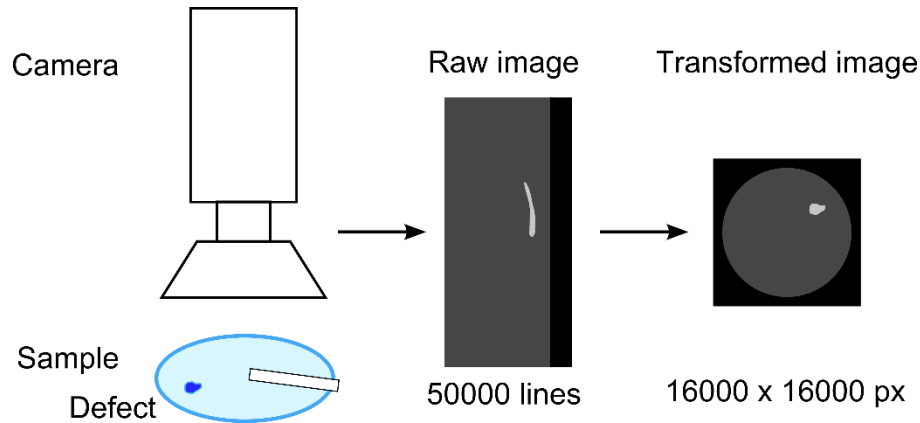 Camera
Raw image
Transformed image
Sample
Defect
50000 lines
16000 x 16000 px